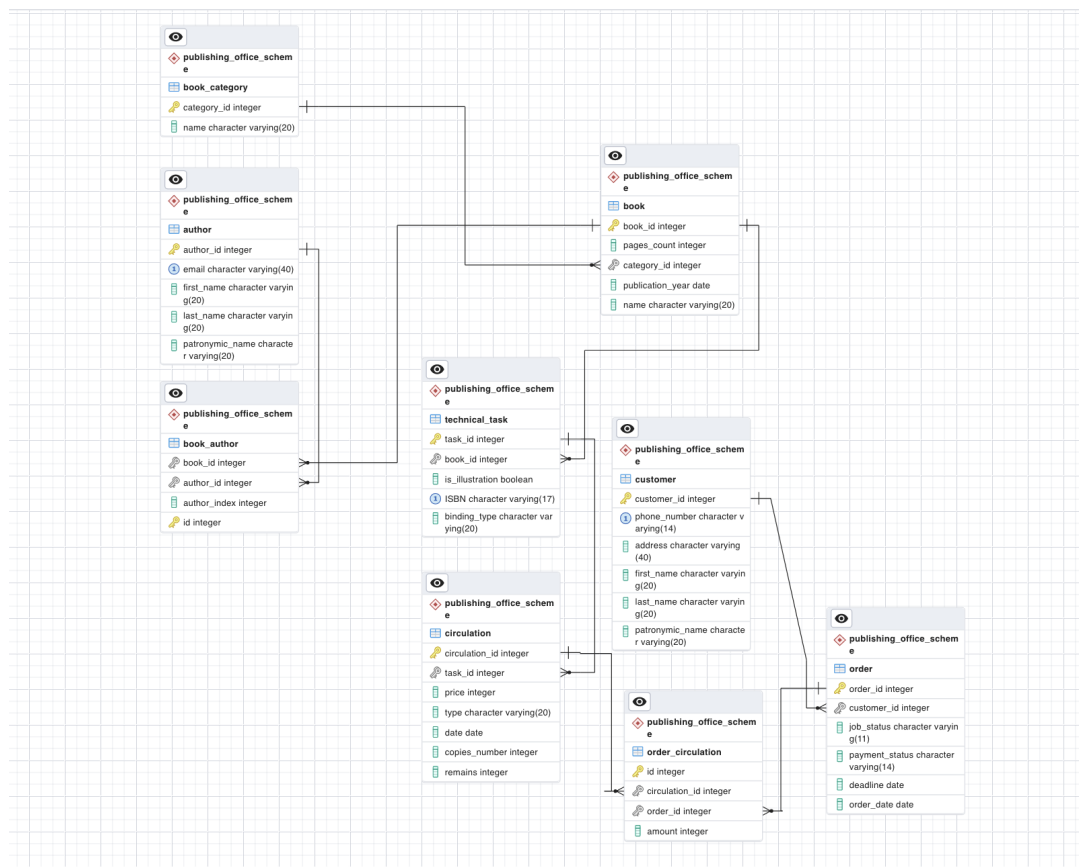 publishing_office_schem
e
book_category
category_id integer
name character varying(20)
publishing_office_schem
e
author
author_id integer
1 email character varying(40)
first_name character varyin
g(20)
last_name character varyin
g(20)
patronymic_name characte
r varying(20)
publishing_office_schem
e
book_author
book_id integer
author_id integer
author_index integer
id integer
publishing_office_schem
e
book
book_id integer
pages_count integer
category_id integer
publication_year date
name character varying(20)
publishing_office_schem
e
technical_task
task_id integer
book_id integer
is_illustration boolean
1 ISBN character varying(17)
binding_type character var
ying(20)
publishing_office_schem
e
circulation
circulation_id integer
task_id integer
price integer
type character varying(20)
date date
copies_number integer
remains integer
publishing_office_schem
e
customer
customer_id integer
1 phone_number character v
arying(14)
address character varying
(40)
first_name character varyin
g(20)
last_name character varyin
g(20)
patronymic_name characte
r varying(20)
publishing_office_schem
e
order_circulation
id integer
circulation_id integer
order_id integer
amount integer
publishing_office_schem
e
order
order_id integer
customer_id integer
job_status character varyin
g(11)
payment_status character
varying(14)
deadline date
order_date date